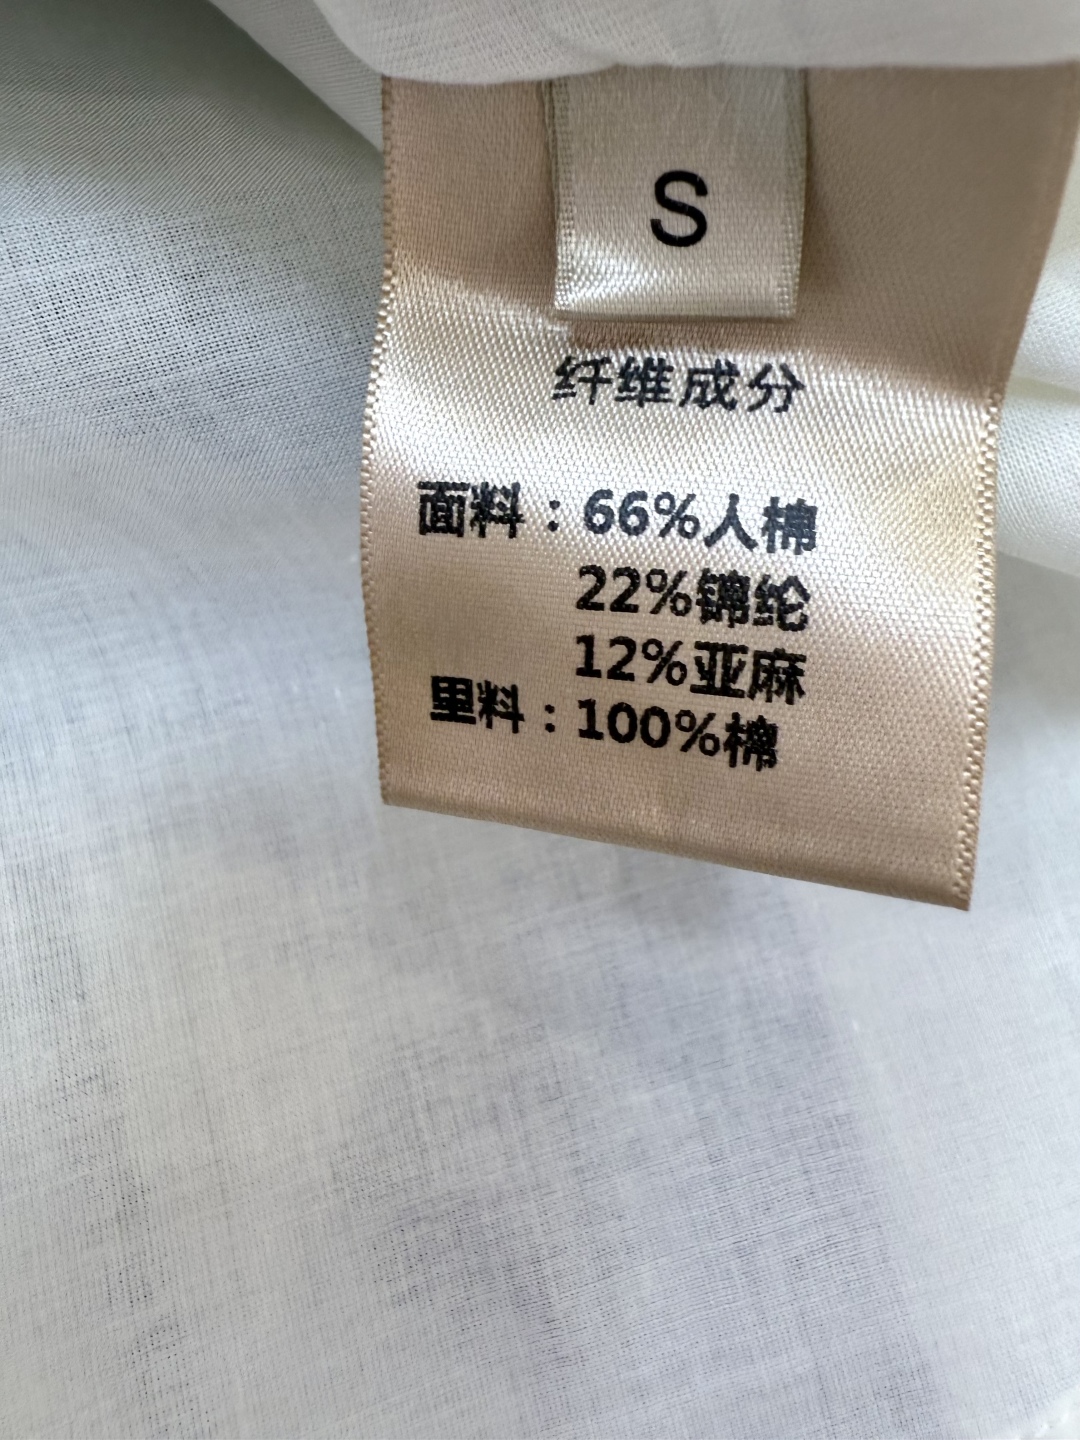 S
纤维成分
面料：66%人棉
22%锦纶
12%亚麻
里料：100%棉